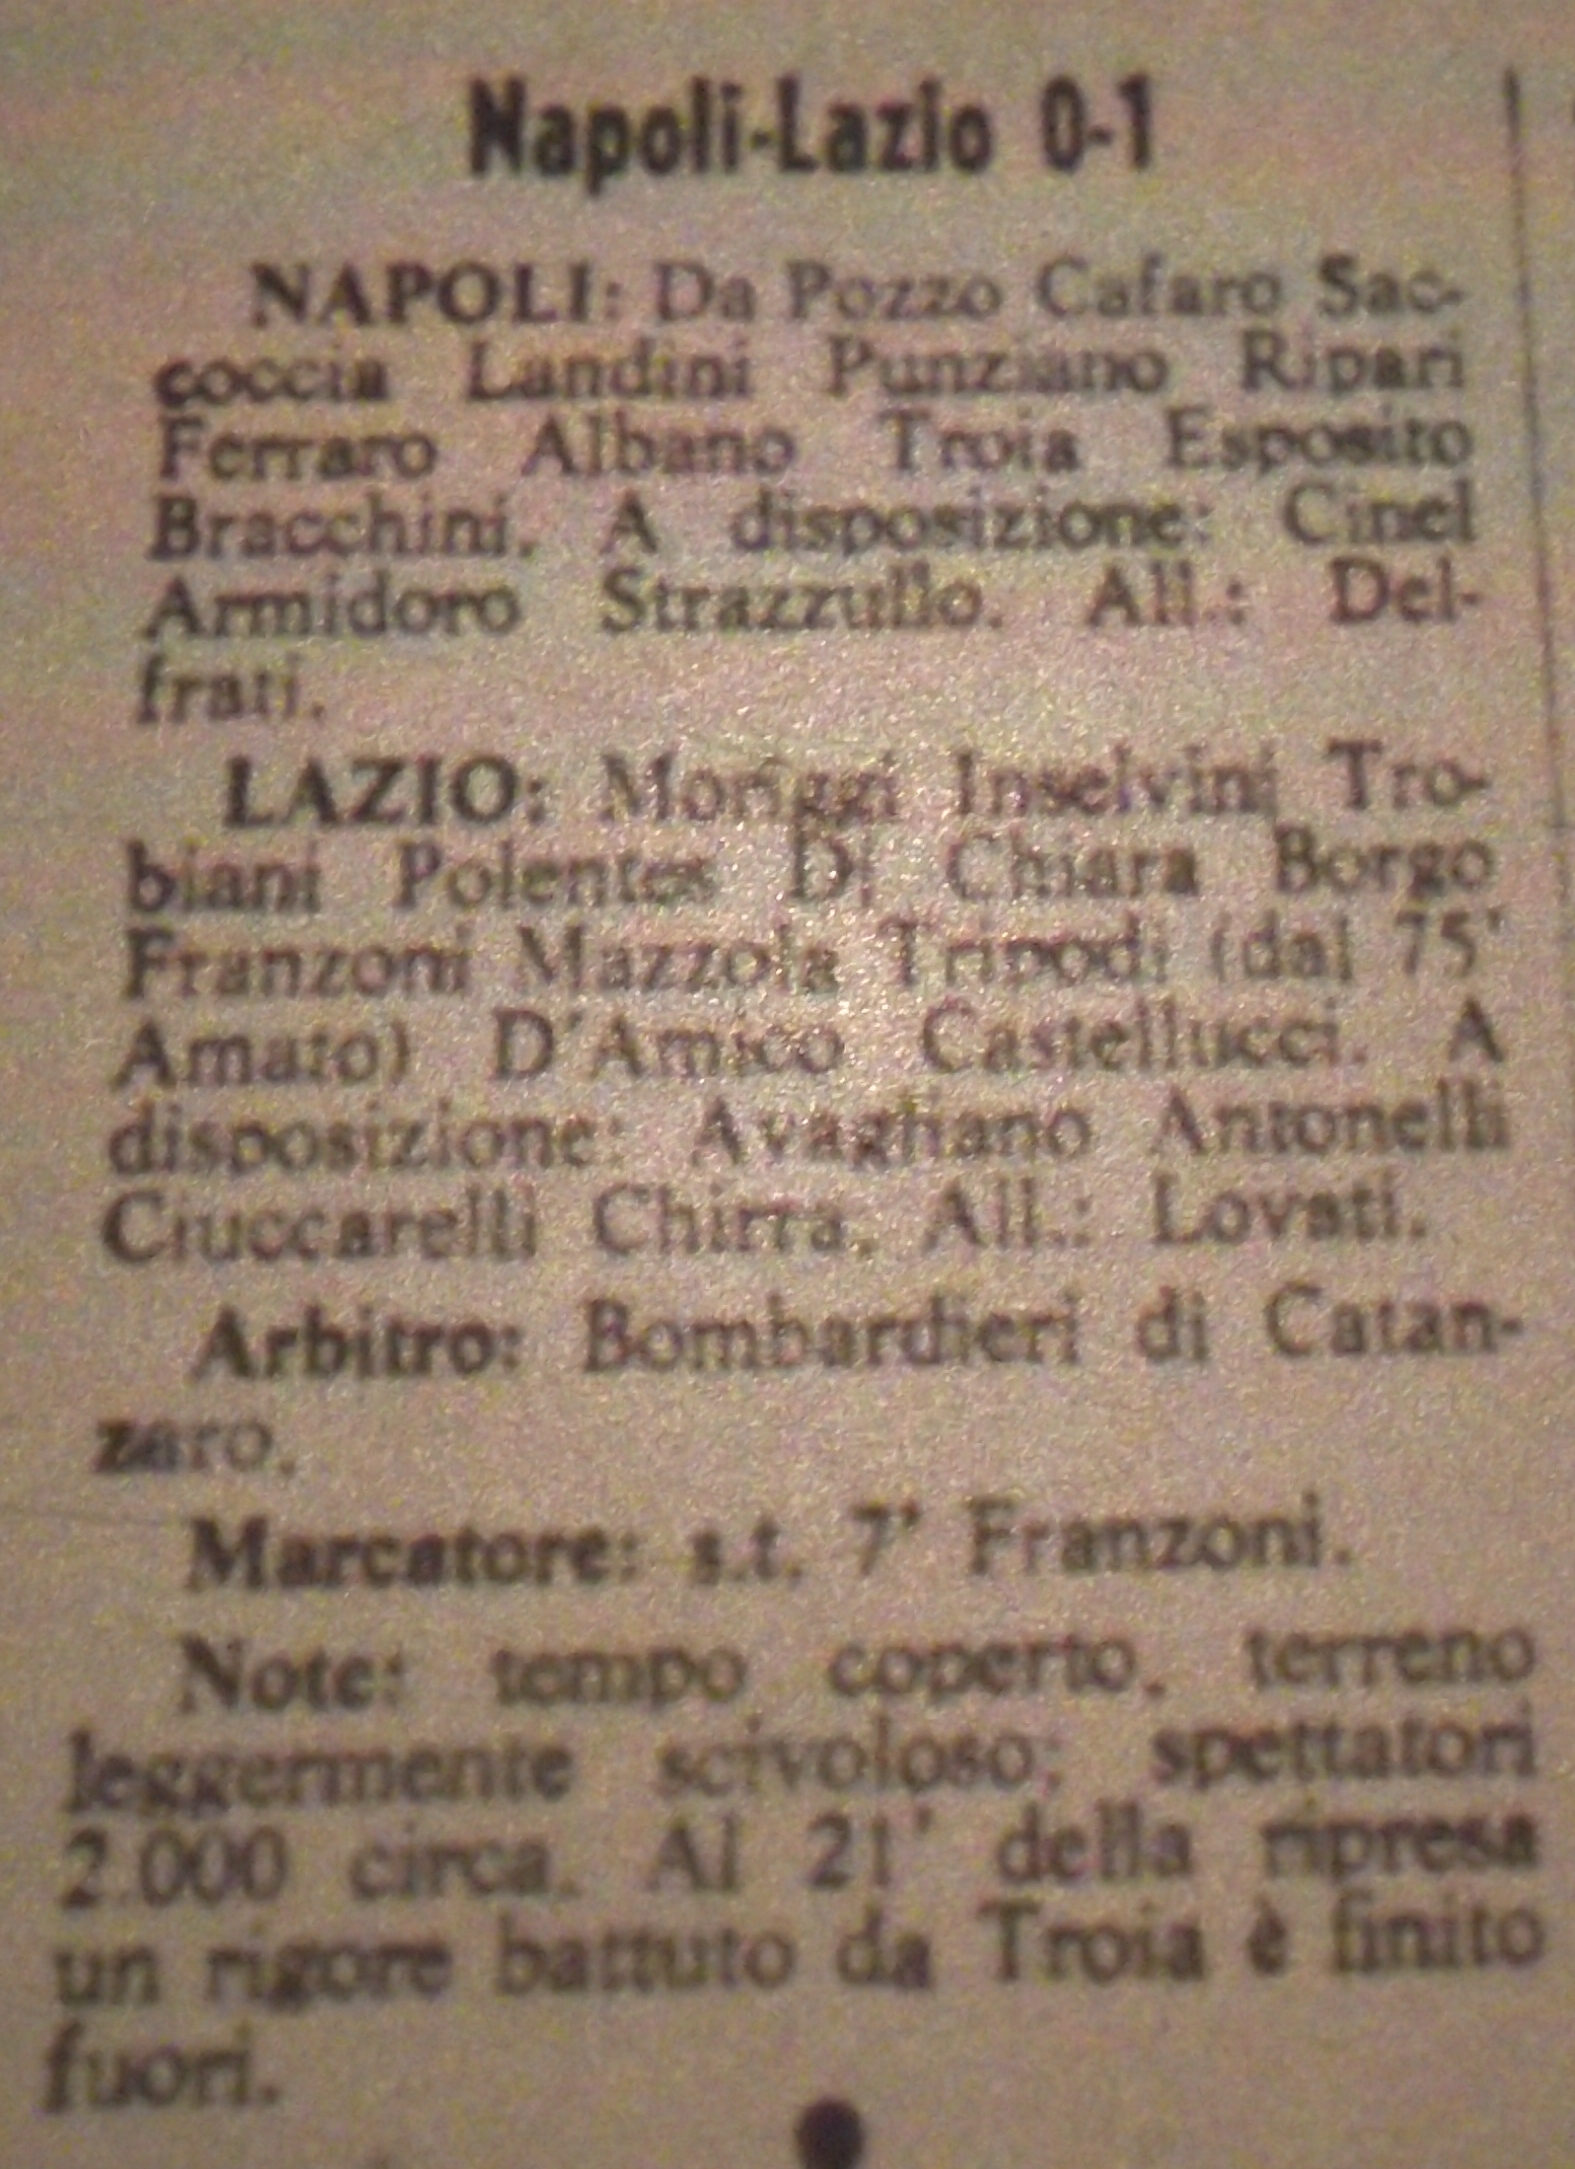 Napoli-Lazio 0-1
NAPOLI: Da Pozzo Cafaro Sac-
coccia Landini Punziano Ripari
Ferraro Albano Troia Esposito
Bracchini. A disposizione: Cinel
Armidoro Strazzullo. All.: Del-
frati.
LAZIO: Moriggi Inselvini Tro-
biani Polentes Di Chiara Borgo
Franzoni Mazzola Tripodi (dal 75'
Amato) D'Amico Castellucci. A
disposizione: Avagliano Antonelli
Ciuccarelli Chirra. All.: Lovati.
Arbitro: Bombardieri di Catan-
zaro.
Marcatore: s.t. 7' Franzoni.
Note: tempo coperto, terreno
leggermente scivoloso; spettatori
2.000 circa. Al 21' della ripresa
un rigore battuto da Troia è finito
fuori.